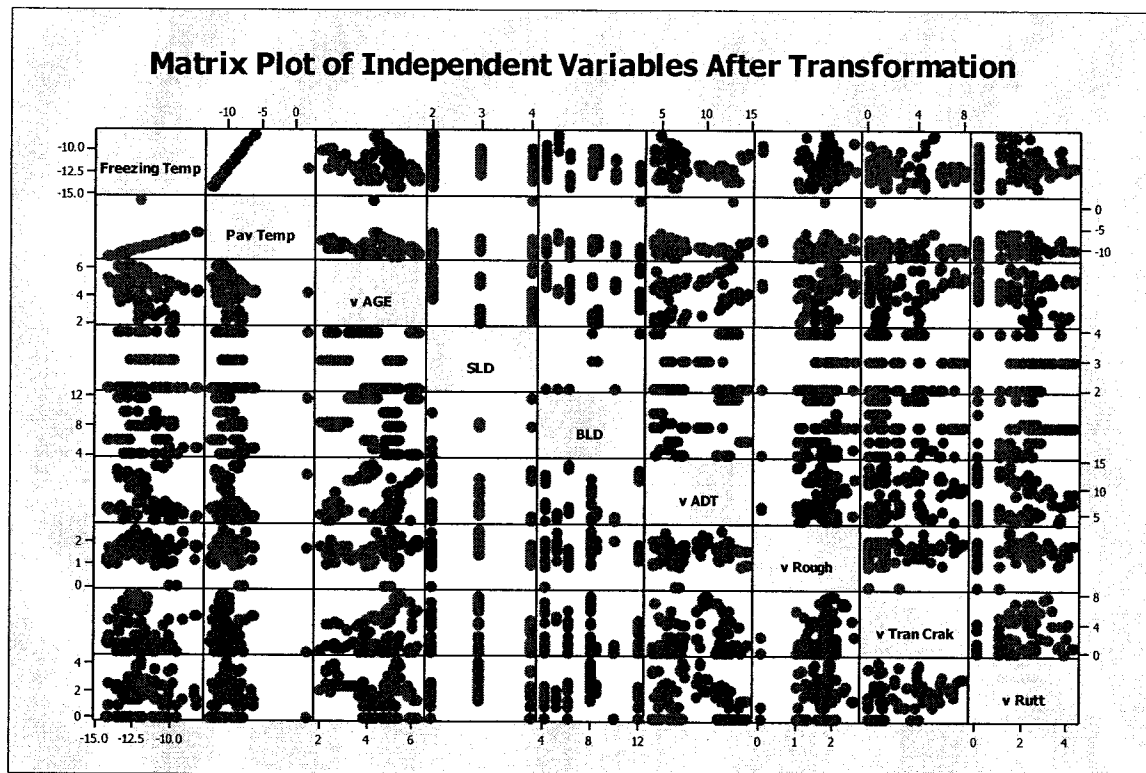 Matrix Plot of Independent Variables After Transformation
-10 -5 0 2 3 4 5 10 15 0 4 8
-10.0
-12.5
-15.0
Freezing Temp
Pav Temp
0
-5
-10
6
4
2
v AGE
SLD
4
3
2
12
8
4
BLD
v ADT
15
10
5
2
1
0
v Rough
v Tran Crak
8
4
0
4
2
0
v Rutt
-15.0 -12.5 -10.0 2 4 6 4 8 12 0 1 2 0 2 4